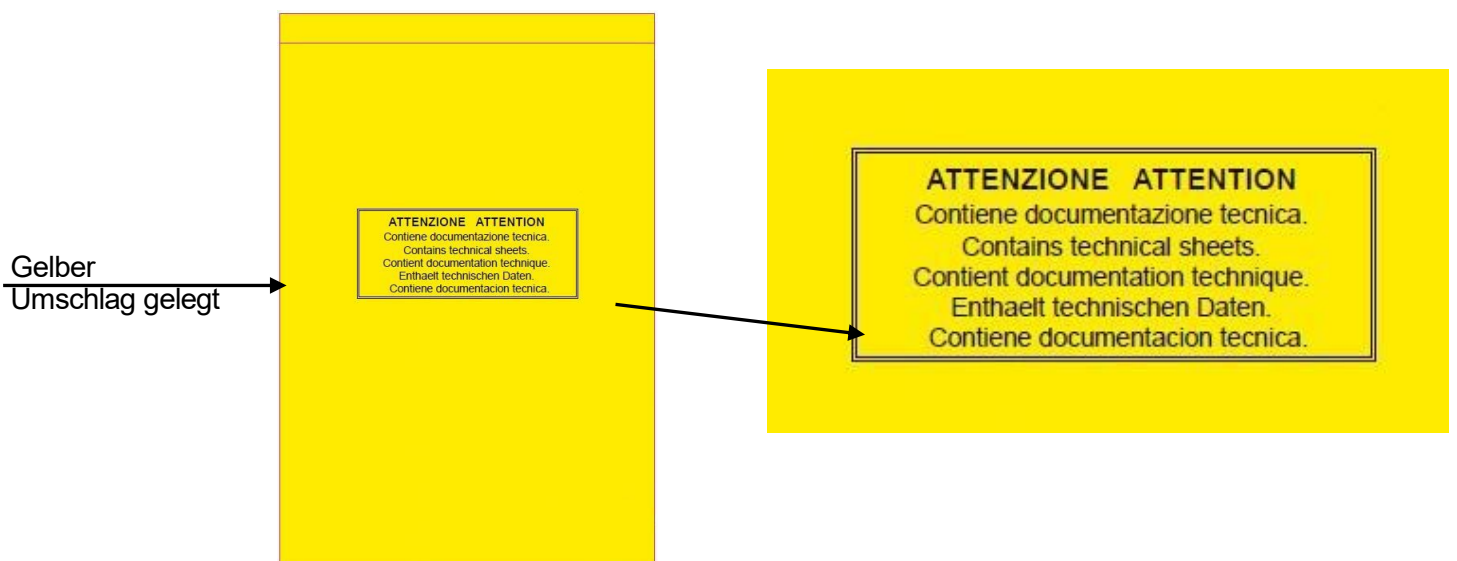 Gelber
Umschlag gelegt
ATTENZIONE ATTENTION
Contiene documentazione tecnica.
Contains technical sheets.
Contient documentation technique.
Enthaelt technischen Daten.
Contiene documentacion tecnica.
ATTENZIONE ATTENTION
Contiene documentazione tecnica.
Contains technical sheets.
Contient documentation technique.
Enthaelt technischen Daten.
Contiene documentacion tecnica.